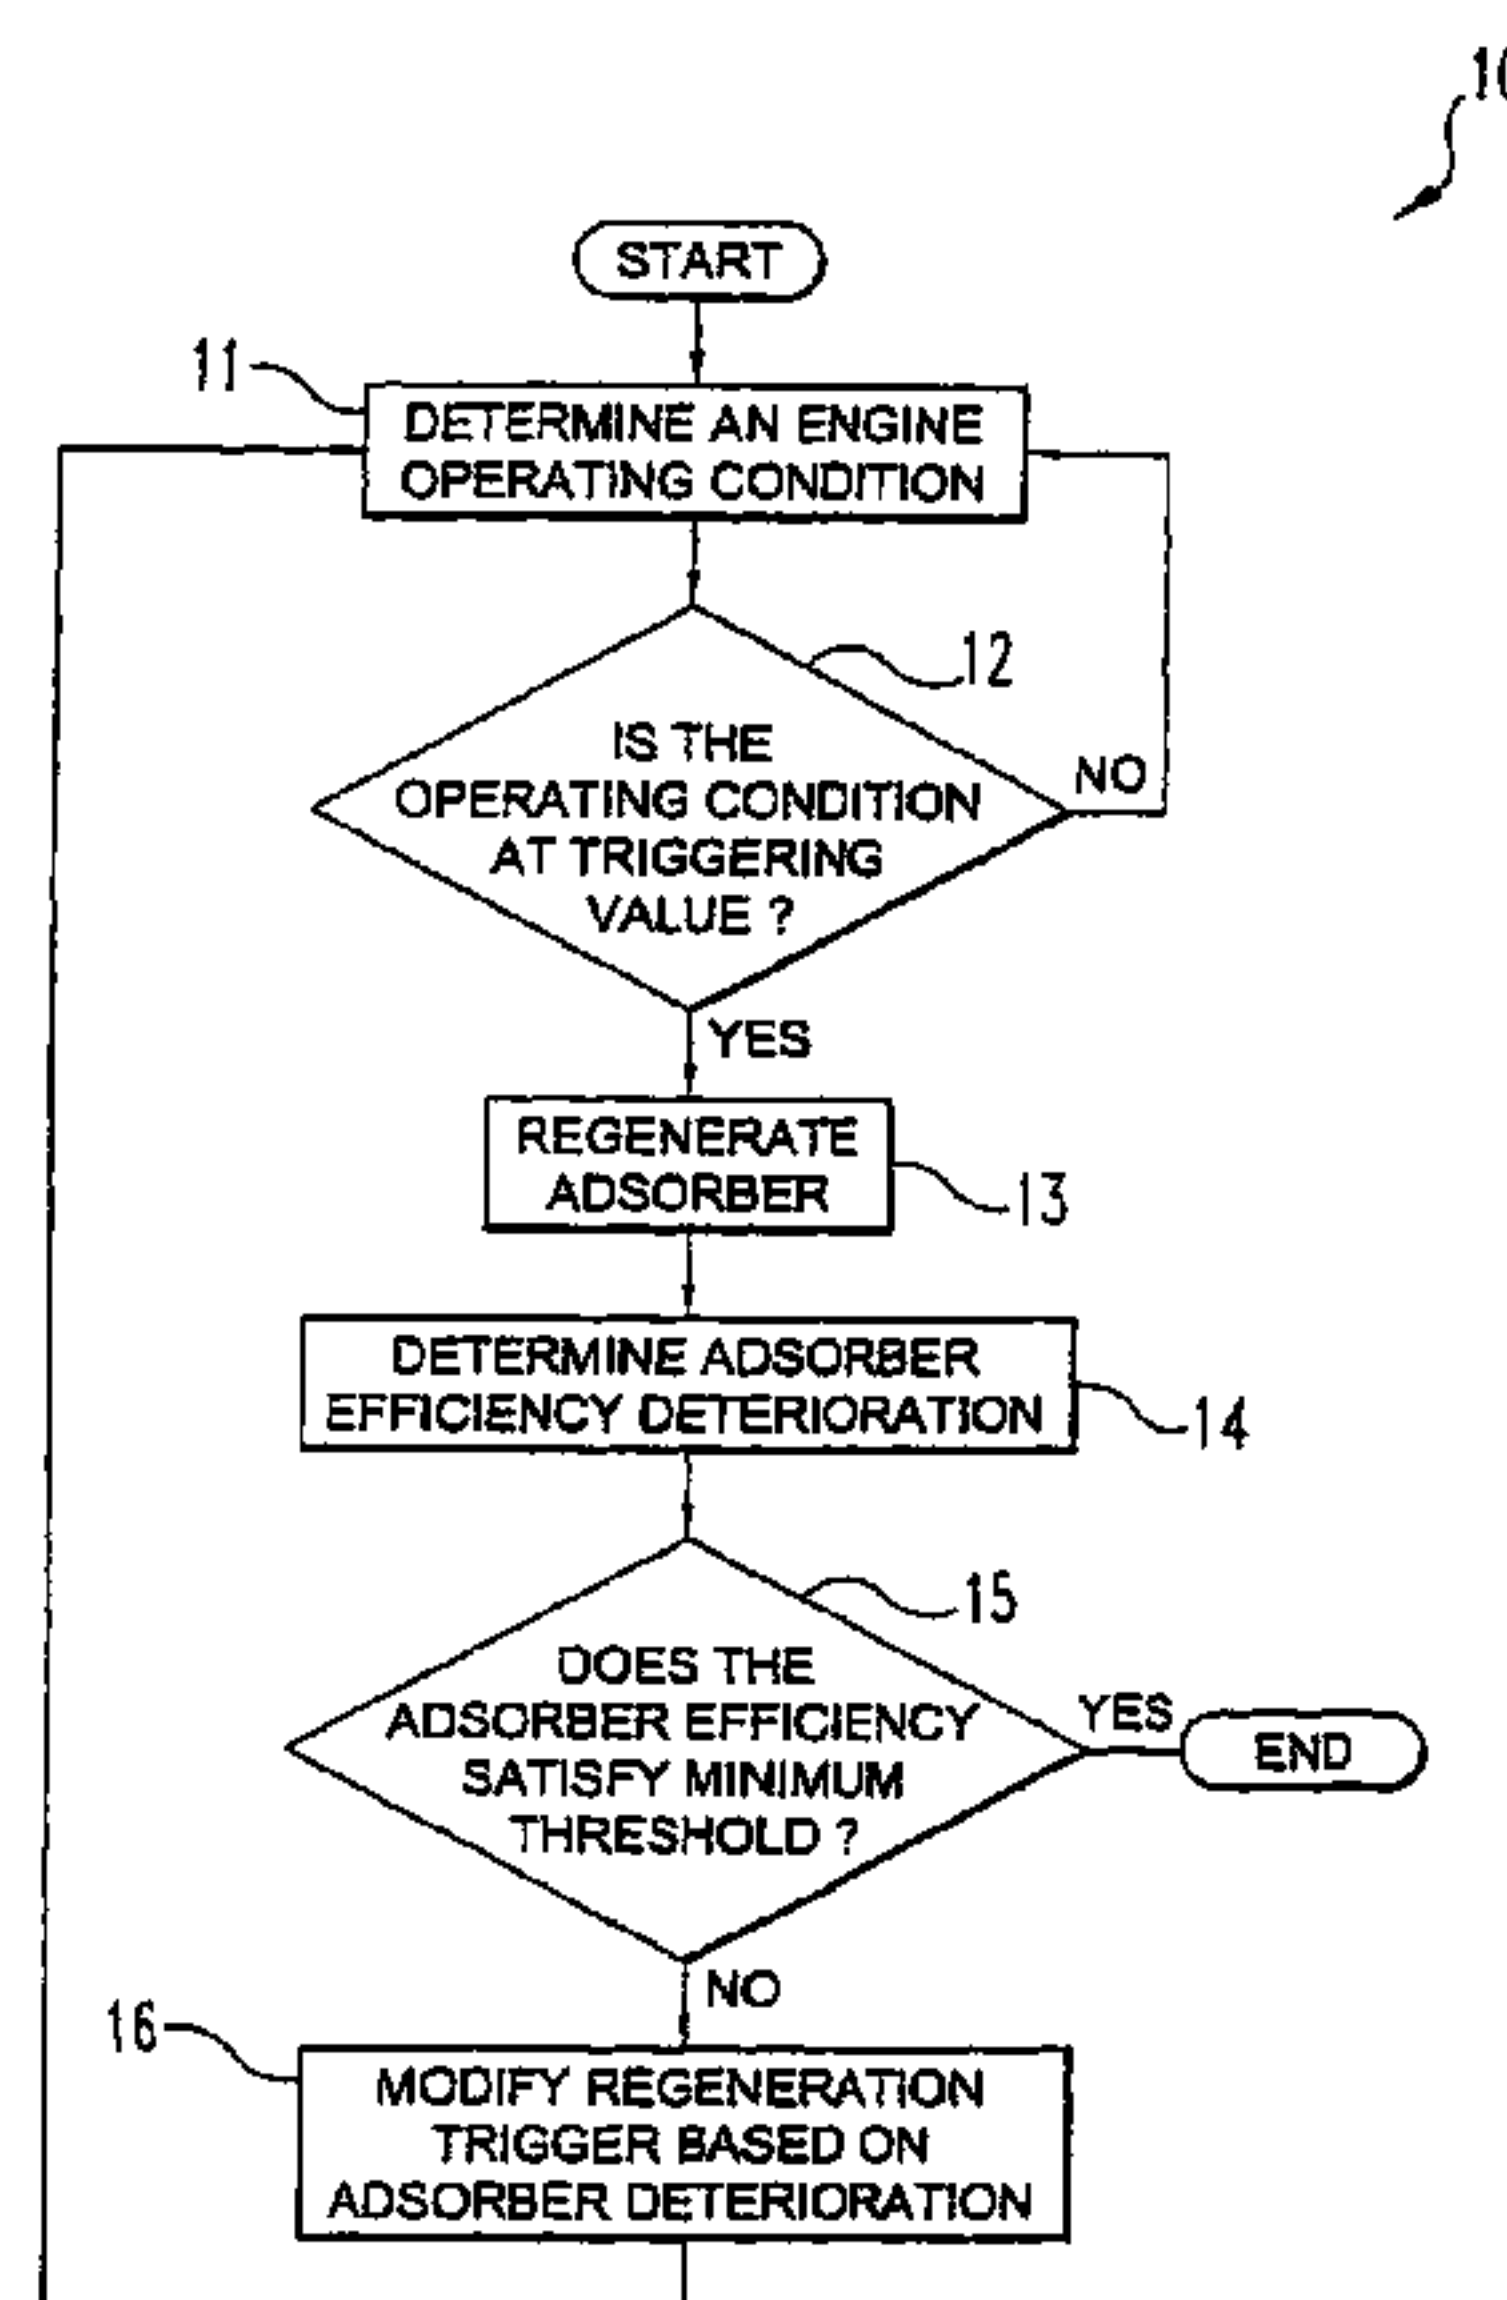 START
11
DETERMINE AN ENGINE
OPERATING CONDITION
12
IS THE
OPERATING CONDITION
AT TRIGGERING
VALUE ?
NO
YES
REGENERATE
ADSORBER
13
DETERMINE ADSORBER
EFFICIENCY DETERIORATION
14
15
DOES THE
ADSORBER EFFICIENCY
SATISFY MINIMUM
THRESHOLD ?
YES
END
NO
16
MODIFY REGENERATION
TRIGGER BASED ON
ADSORBER DETERIORATION